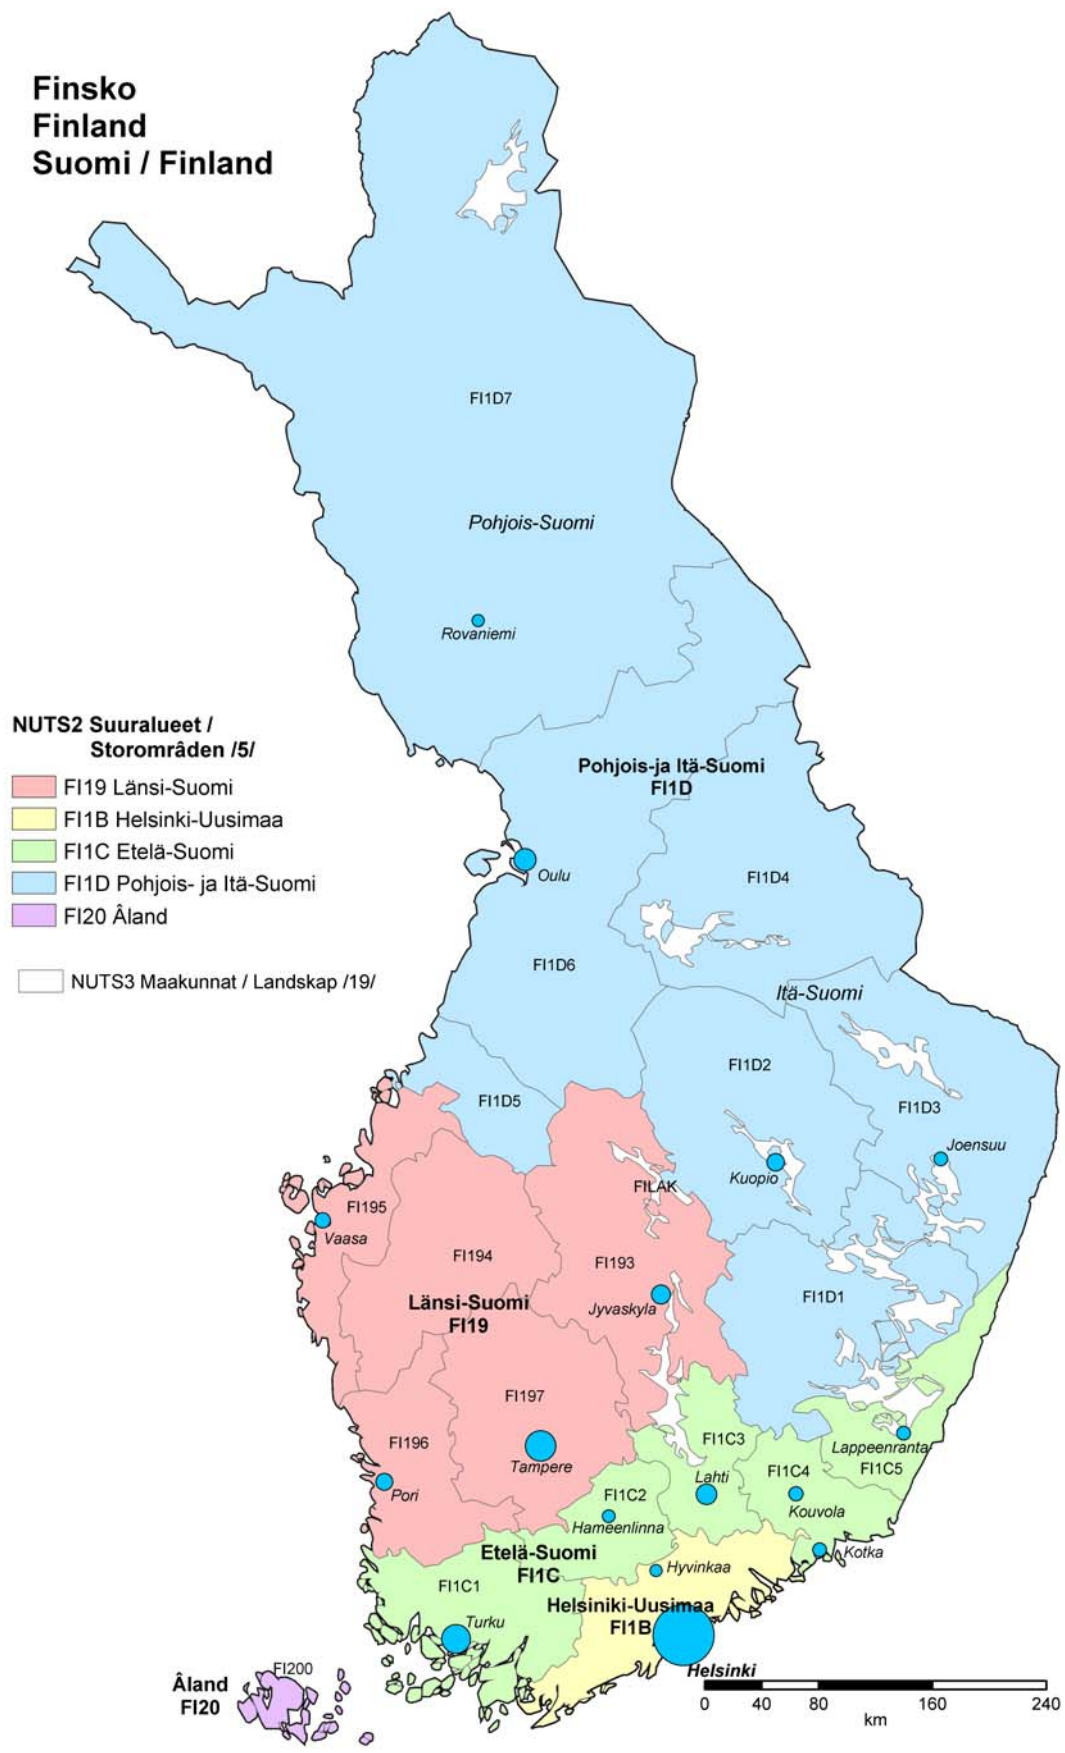 Finsko
Finland
Suomi / Finland
FI1D7
Pohjois-Suomi
Rovaniemi
NUTS2 Suuralueet /
Storområden /5/
FI19 Länsi-Suomi
FI1B Helsinki-Uusimaa
FI1C Etelä-Suomi
FI1D Pohjois- ja Itä-Suomi
FI20 Åland
NUTS3 Maakunnat / Landskap /19/
Pohjois-ja Itä-Suomi
FI1D
Oulu
FI1D4
FI1D6
Itä-Suomi
FI1D2
FI1D5
FI1D3
Joensuu
Kuopio
FILAK
FI195
Vaasa
FI194
FI193
FI1D1
Länsi-Suomi
FI19
Jyvaskyla
FI197
FI196
FI1C3
Lappeenranta
Tampere
FI1C5
FI1C4
Lahti
Pori
FI1C2
Kouvola
Hameenlinna
Etelä-Suomi
FI1C
Kotka
Hyvinkaa
FI1C1
Helsiniki-Uusimaa
FI1B
Turku
Helsinki
FI200
Åland
FI20
0 40 80 160 240
km